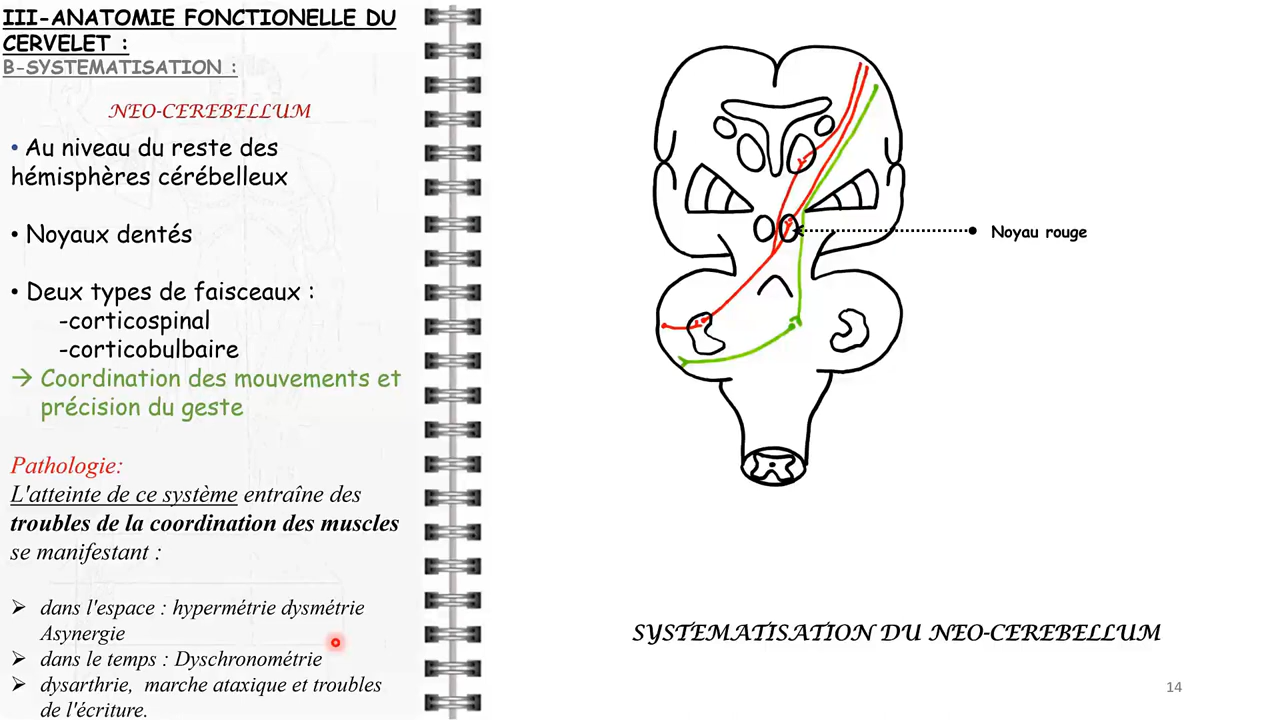 III-ANATOMIE FONCTIONELLE DU
CERVELET :
B-SYSTEMATISATION :
NEO-CEREBELLUM
• Au niveau du reste des
hémisphères cérébelleux
• Noyaux dentés
• Deux types de faisceaux :
-corticospinal
-corticobulbaire
→ Coordination des mouvements et
précision du geste
Pathologie:
L'atteinte de ce système entraîne des
troubles de la coordination des muscles
se manifestant :
➢ dans l'espace : hypermétrie dysmétrie
Asynergie
➢ dans le temps : Dyschronométrie
➢ dysarthrie, marche ataxique et troubles
de l'écriture.
Noyau rouge
SYSTEMATISATION DU NEO-CEREBELLUM
14